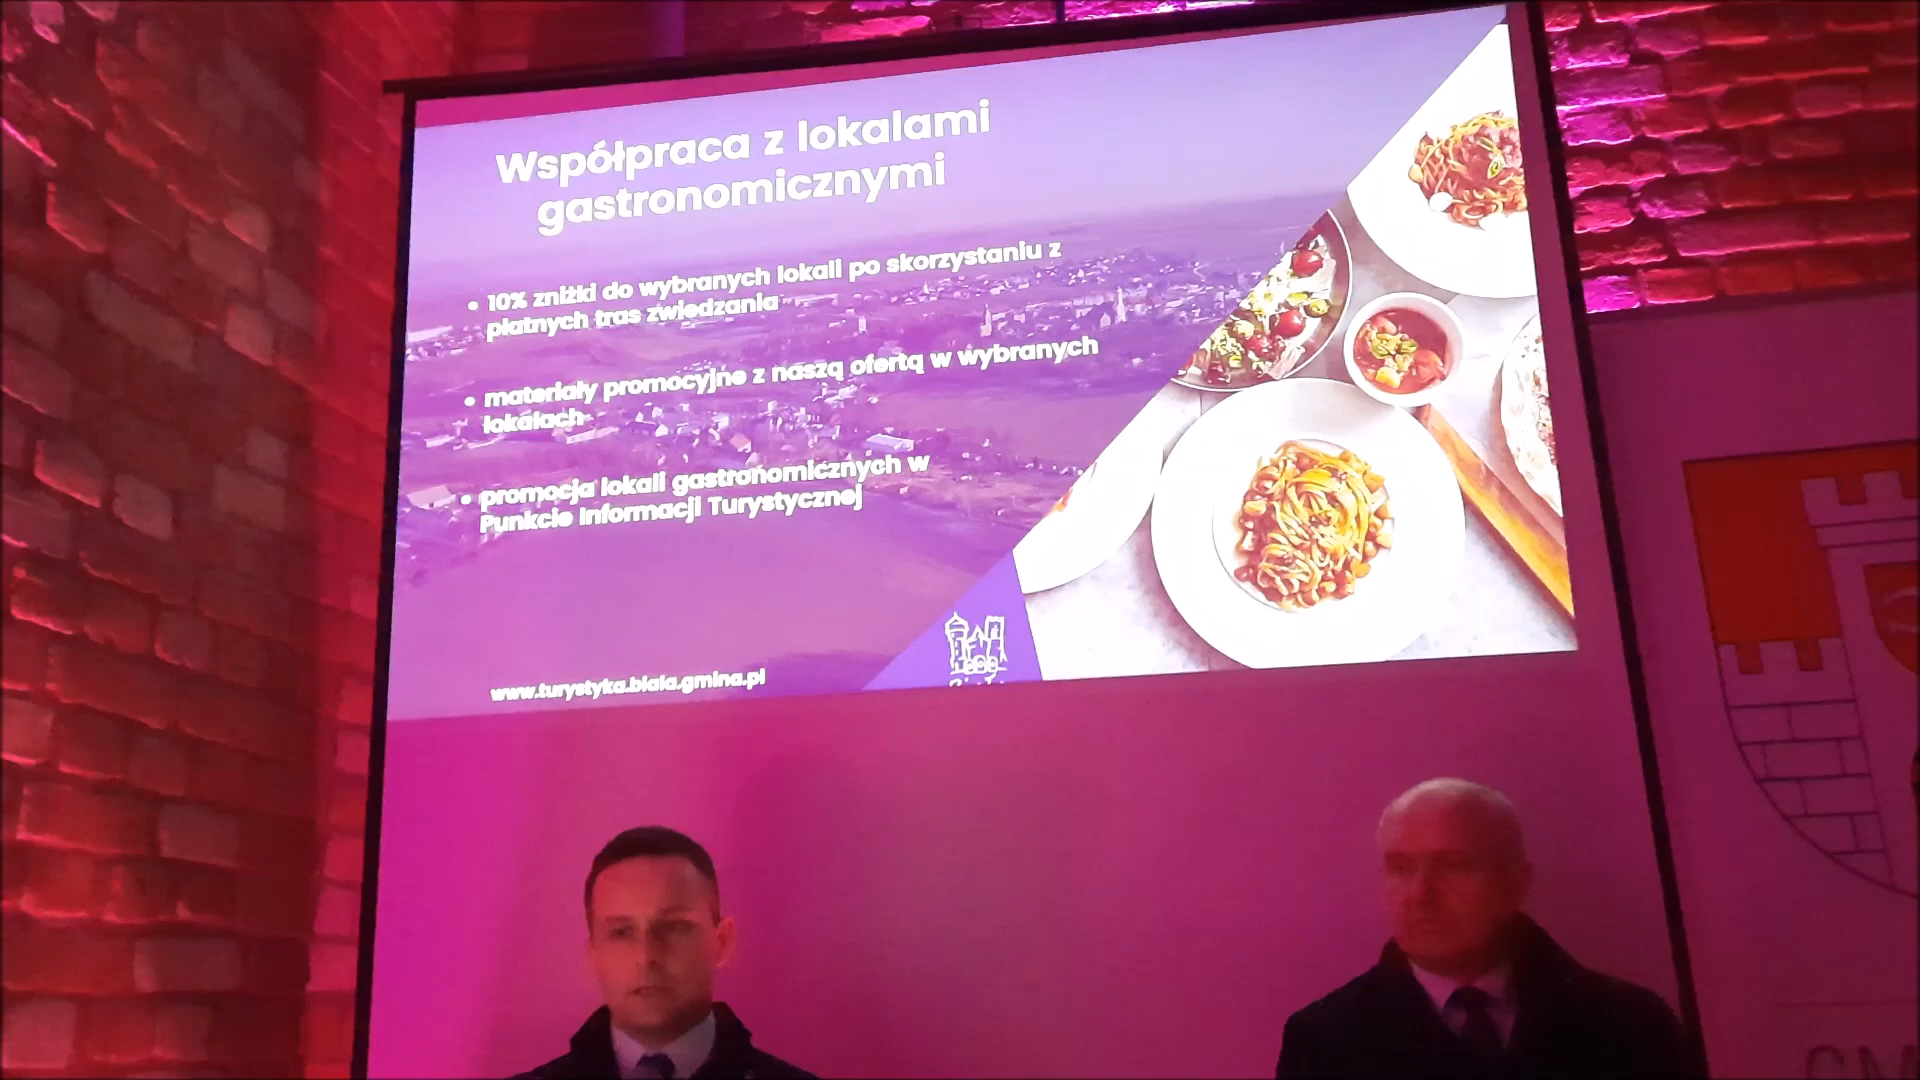 Współpraca z lokalami
gastronomicznymi
• 10% zniżki do wybranych lokali po skorzystaniu z
płatnych tras zwiedzania
• materiały promocyjne z naszą ofertą w wybranych
lokalach
• promocja lokali gastronomicznych w
Punkcie Informacji Turystycznej
www.turystyka.biala.gmina.pl
GM